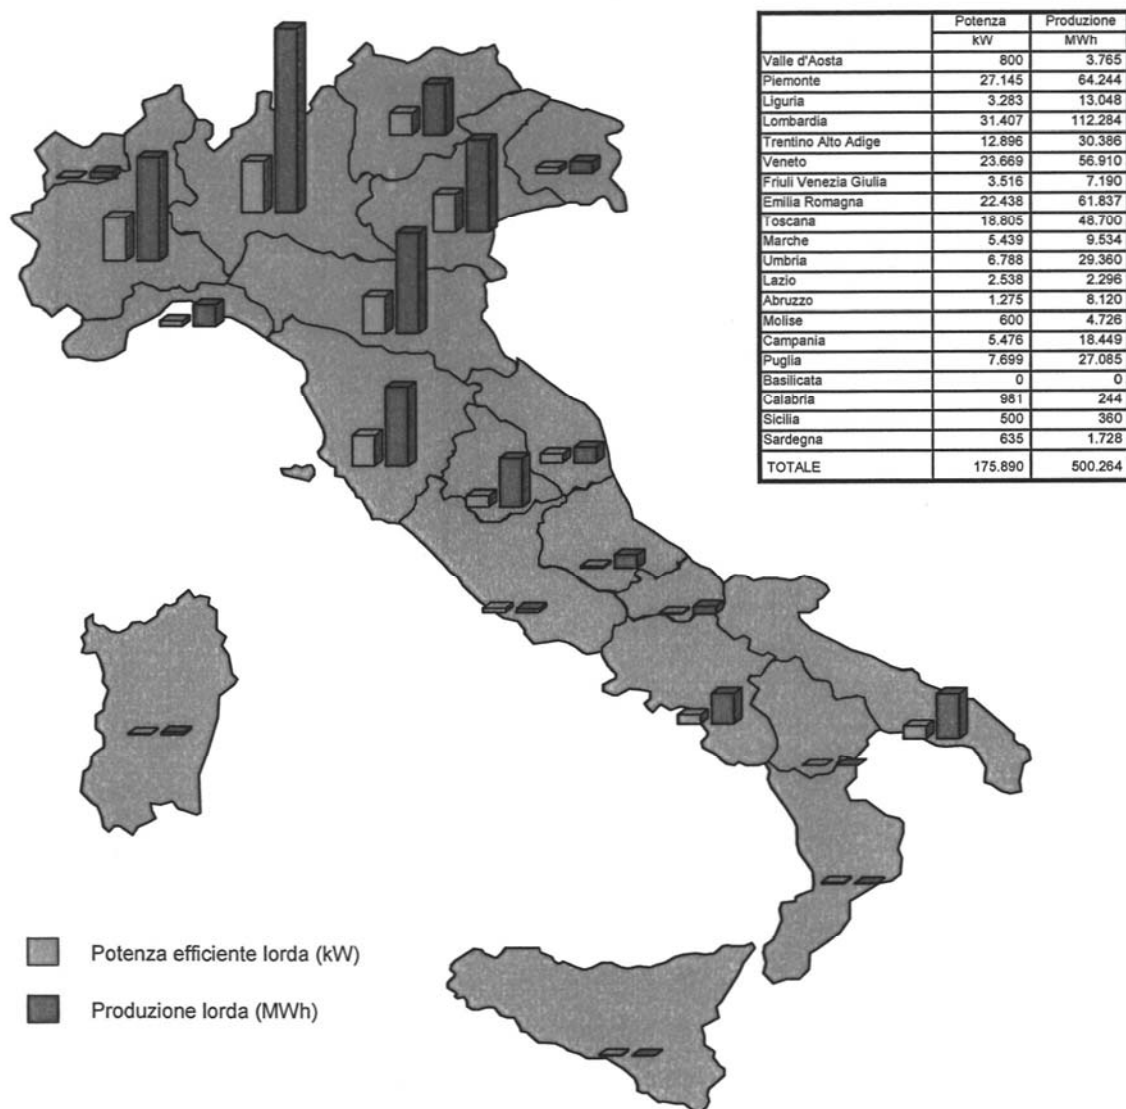 Potenza Produzione
kW MWh
Valle d'Aosta 800 3.765
Piemonte 27.145 64.244
Liguria 3.283 13.048
Lombardia 31.407 112.284
Trentino Alto Adige 12.896 30.386
Veneto 23.669 56.910
Friuli Venezia Giulia 3.516 7.190
Emilia Romagna 22.438 61.837
Toscana 18.805 48.700
Marche 5.439 9.534
Umbria 6.788 29.360
Lazio 2.538 2.296
Abruzzo 1.275 8.120
Molise 600 4.726
Campania 5.476 18.449
Puglia 7.699 27.085
Basilicata 0 0
Calabria 981 244
Sicilia 500 360
Sardegna 635 1.728
TOTALE 175.890 500.264
Potenza efficiente lorda (kW)
Produzione lorda (MWh)